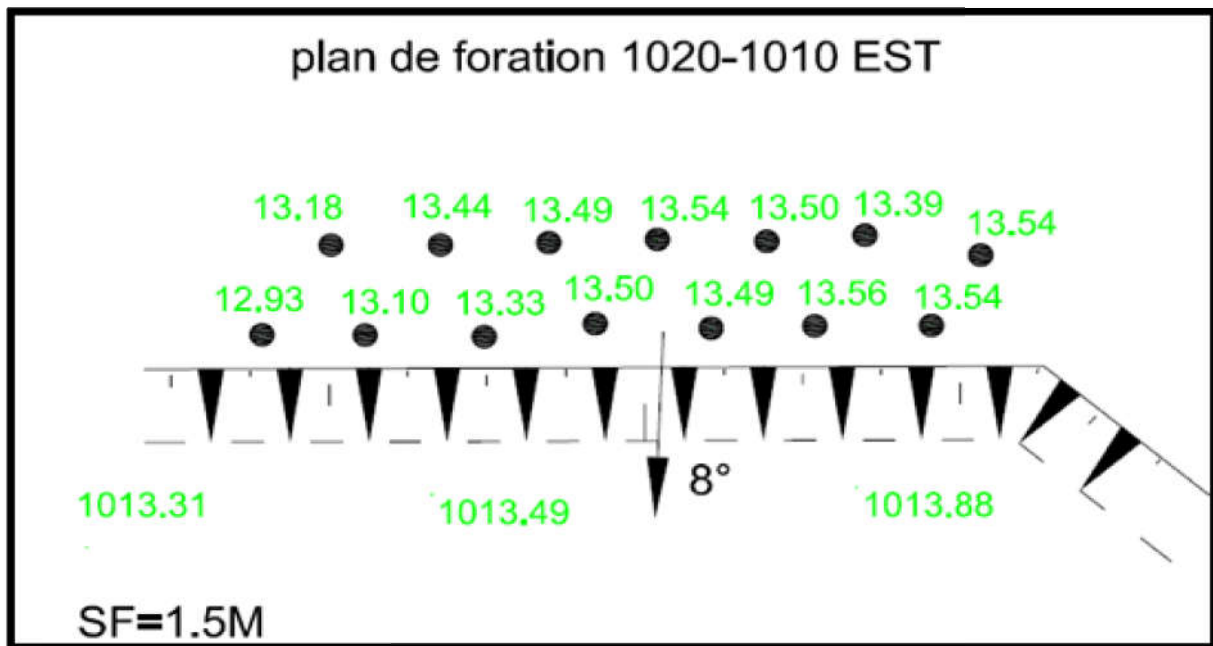 plan de foration 1020-1010 EST
13.18 13.44 13.49 13.54 13.50 13.39 13.54
12.93 13.10 13.33 13.50 13.49 13.56 13.54
8°
1013.31 1013.49 1013.88
SF=1.5M